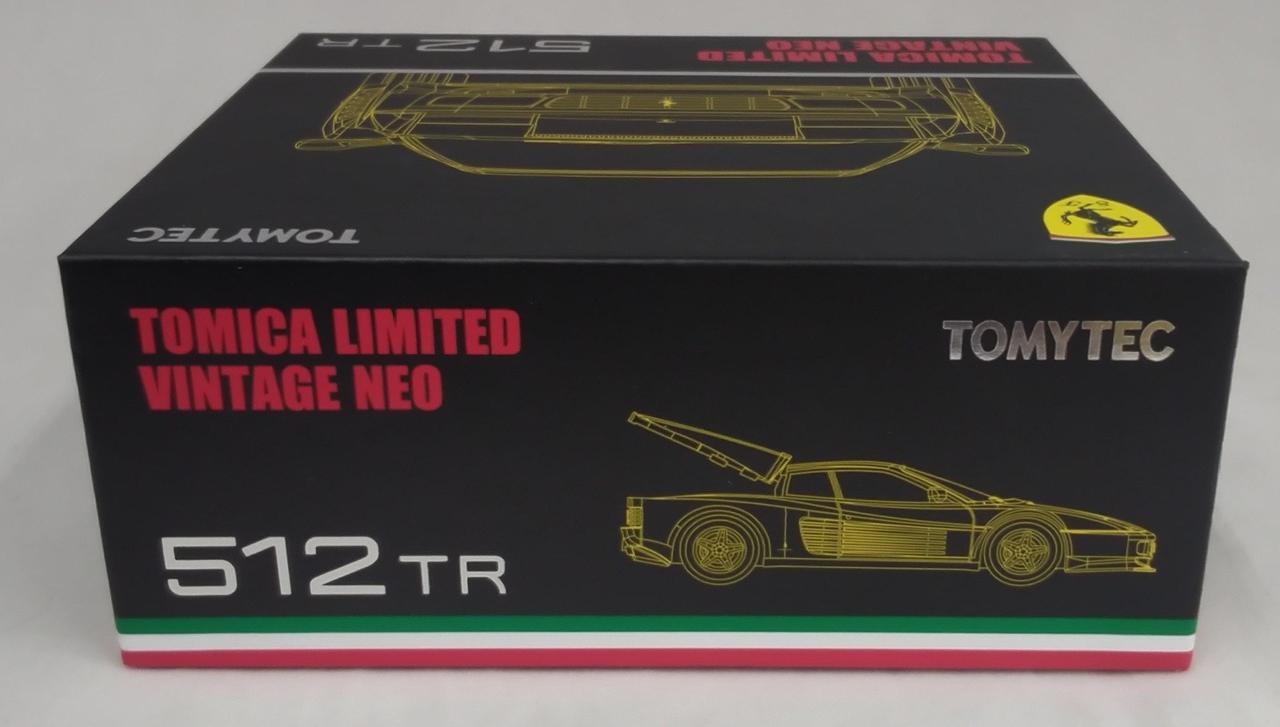 512 TR
TOMICA LIMITED
VINTAGE NEO
TOMYTEC
S F
TOMICA LIMITED
VINTAGE NEO
TOMYTEC
512 TR